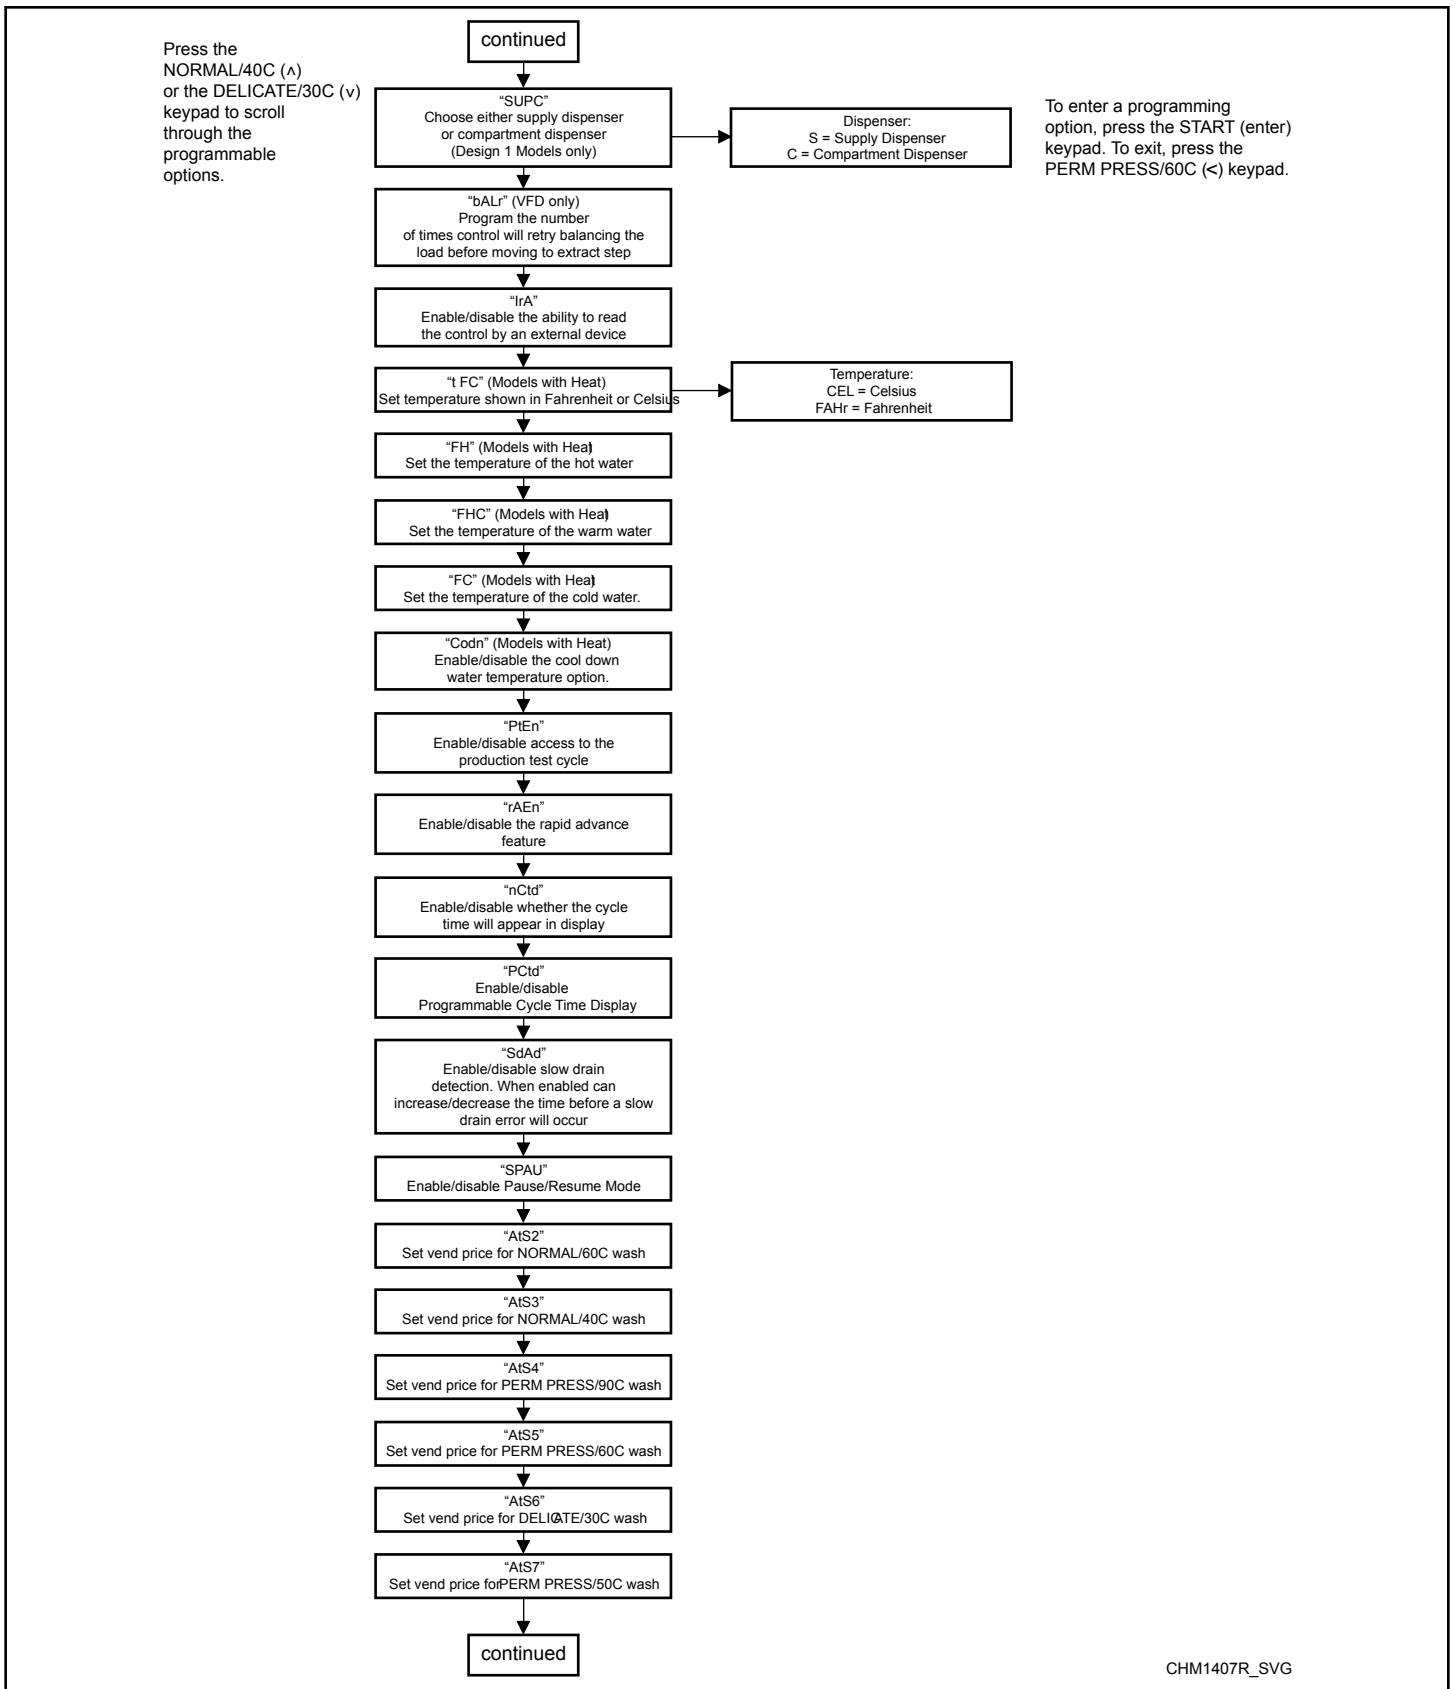 continued
Press the
NORMAL/40C (∧)
or the DELICATE/30C (v)
keypad to scroll
through the
programmable
options.
“SUPC”
Choose either supply dispenser
or compartment dispenser
(Design 1 Models only)
Dispenser:
S = Supply Dispenser
C = Compartment Dispenser
To enter a programming
option, press the START (enter)
keypad. To exit, press the
PERM PRESS/60C (<) keypad.
“bALr” (VFD only)
Program the number
of times control will retry balancing the
load before moving to extract step
“IrA”
Enable/disable the ability to read
the control by an external device
“t FC” (Models with Heat)
Set temperature shown in Fahrenheit or Celsius
Temperature:
CEL = Celsius
FAHr = Fahrenheit
“FH” (Models with Heat)
Set the temperature of the hot water
“FHC” (Models with Heat)
Set the temperature of the warm water
“FC” (Models with Heat)
Set the temperature of the cold water.
“Codn” (Models with Heat)
Enable/disable the cool down
water temperature option.
“PtEn”
Enable/disable access to the
production test cycle
“rAEn”
Enable/disable the rapid advance
feature
“nCtd”
Enable/disable whether the cycle
time will appear in display
“PCtd”
Enable/disable
Programmable Cycle Time Display
“SdAd”
Enable/disable slow drain
detection. When enabled can
increase/decrease the time before a slow
drain error will occur
“SPAU”
Enable/disable Pause/Resume Mode
“AtS2”
Set vend price for NORMAL/60C wash
“AtS3”
Set vend price for NORMAL/40C wash
“AtS4”
Set vend price for PERM PRESS/90C wash
“AtS5”
Set vend price for PERM PRESS/60C wash
“AtS6”
Set vend price for DELICATE/30C wash
“AtS7”
Set vend price for PERM PRESS/50C wash
continued
CHM1407R_SVG